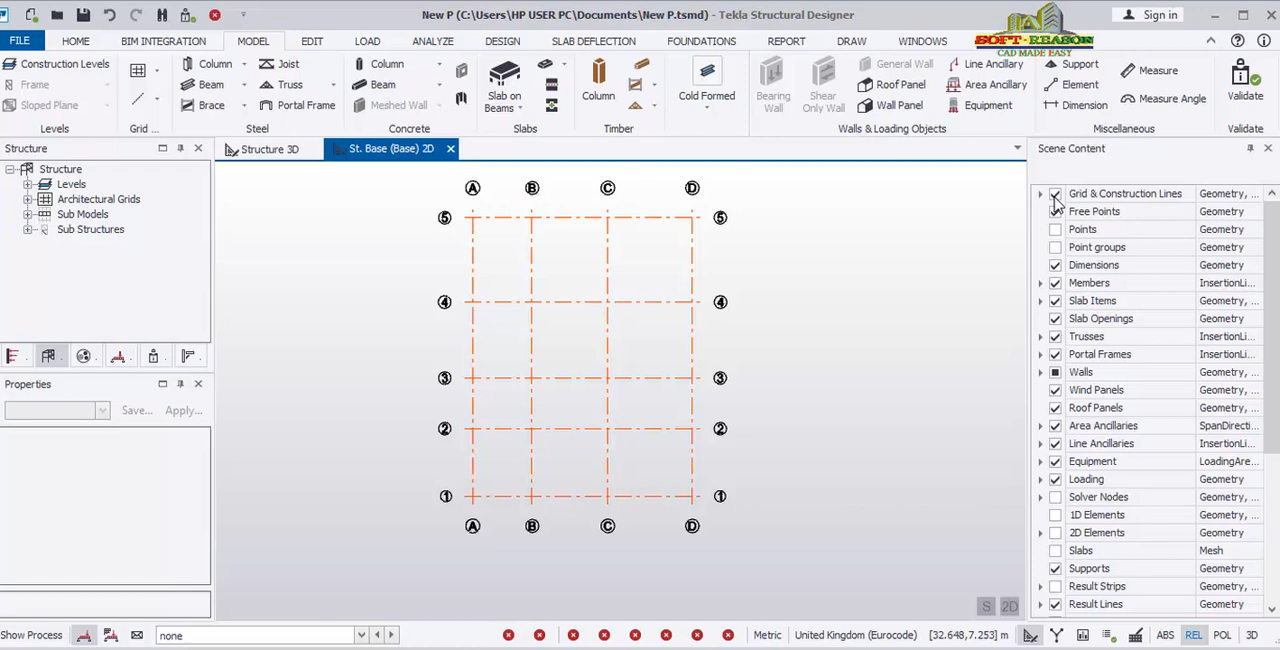 New P (C:/Users/HP USER PC/Documents/New P.tsmd) - Tekla Structural Designer
Sign in
FILE HOME BIM INTEGRATION MODEL LOAD ANALYZE DESIGN SLAB DEFLECTION FOUNDATIONS REPORT DRAW WINDOWS
SOFT-REASON
CAD MADE EASY
Construction Levels
Frame
Sloped Plane
Levels
Grid ...
Column
Beam
Brace
Joist
Truss
Portal Frame
Steel
Column
Beam
Meshed Wall
Concrete
Slab on
Beams
Slabs
Column
Timber
Cold Formed
Bearing
Wall
Shear
Only Wall
General Wall
Roof Panel
Wall Panel
Line Ancillary
Area Ancillary
Equipment
Walls & Loading Objects
Support
Element
Dimension
Measure
Measure Angle
Miscellaneous
Validate
Validate
Structure
Structure
Levels
Architectural Grids
Sub Models
Sub Structures
Properties
Save...
Apply...
Structure 3D
St. Base (Base) 2D
A B C D
5 5
4 4
3 3
2 2
1 1
A B C D
S 2D
Scene Content
Grid & Construction Lines Geometry, ...
Free Points Geometry
Points Geometry
Point groups Geometry
Dimensions Geometry
Members InsertionLi...
Slab Items Geometry, ...
Slab Openings Geometry
Trusses InsertionLi...
Portal Frames InsertionLi...
Walls Geometry, ...
Wind Panels Geometry, ...
Roof Panels Geometry, ...
Area Ancillaries SpanDirecti...
Line Ancillaries InsertionLi...
Equipment LoadingAre...
Loading Geometry, ...
Solver Nodes Geometry, ...
1D Elements Geometry, ...
2D Elements Geometry, ...
Slabs Mesh
Supports Geometry
Result Strips Geometry, ...
Result Lines Geometry
Show Process
none
Metric
United Kingdom (Eurocode)
[32.648,7.253] m
ABS REL POL 3D